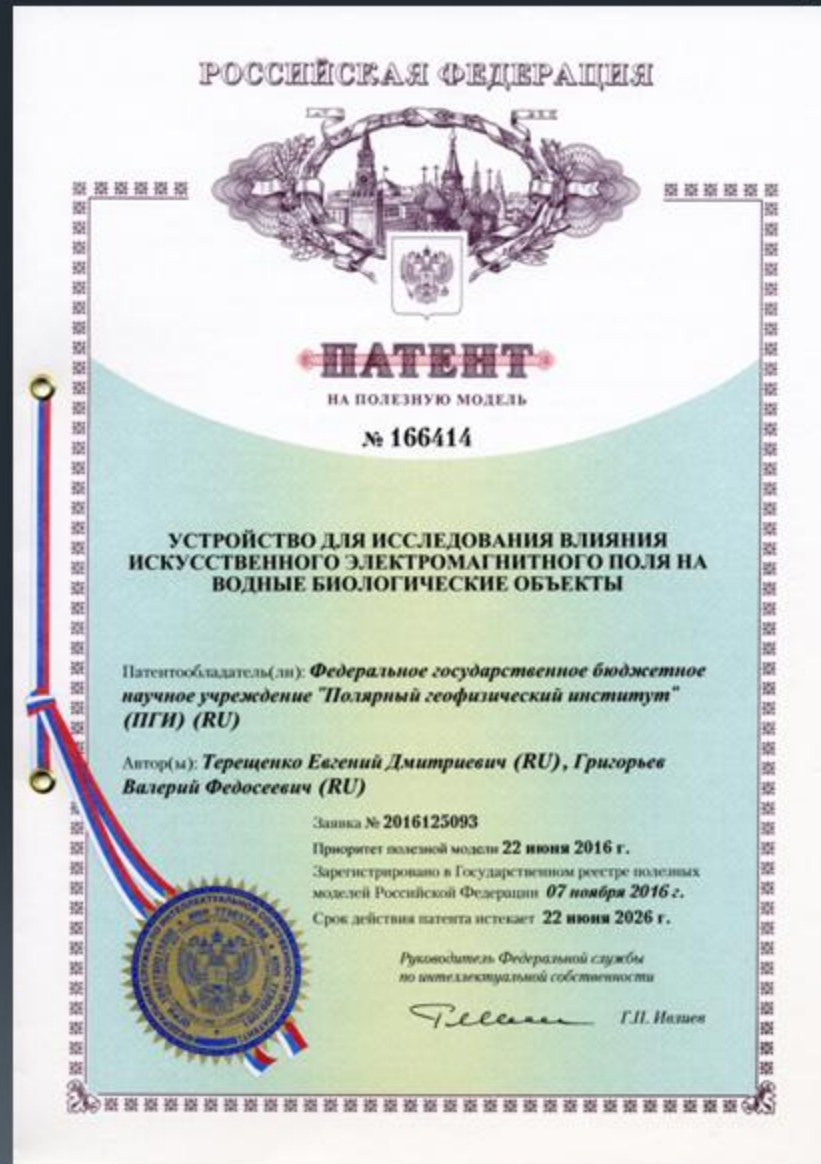 РОССИЙСКАЯ ФЕДЕРАЦИЯ
ПАТЕНТ
НА ПОЛЕЗНУЮ МОДЕЛЬ
№ 166414
УСТРОЙСТВО ДЛЯ ИССЛЕДОВАНИЯ ВЛИЯНИЯ
ИСКУССТВЕННОГО ЭЛЕКТРОМАГНИТНОГО ПОЛЯ НА
ВОДНЫЕ БИОЛОГИЧЕСКИЕ ОБЪЕКТЫ
Патентообладатель(ли): Федеральное государственное бюджетное
научное учреждение "Полярный геофизический институт"
(ПГИ) (RU)
Автор(ы): Терещенко Евгений Дмитриевич (RU), Григорьев
Валерий Федосеевич (RU)
Заявка № 2016125093
Приоритет полезной модели 22 июня 2016 г.
Зарегистрировано в Государственном реестре полезных
моделей Российской Федерации 07 ноября 2016 г.
Срок действия патента истекает 22 июня 2026 г.
Руководитель Федеральной службы
по интеллектуальной собственности
Г.П. Ивлиев